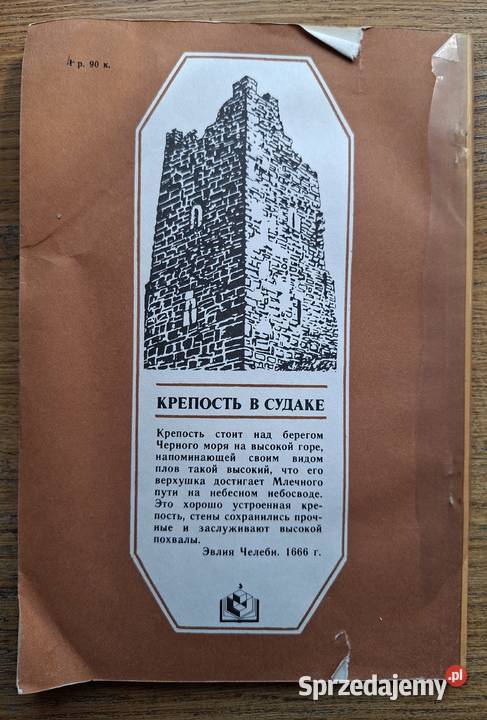 1 р. 90 к.
КРЕПОСТЬ В СУДАКЕ
Крепость стоит над берегом
Черного моря на высокой горе,
напоминающей своим видом
плов такой высокий, что его
верхушка достигает Млечного
пути на небесном небосводе.
Это хорошо устроенная кре-
пость, стены сохранились проч-
ные и заслуживают высокой
похвалы.
Эвлия Челеби. 1666 г.
Sprzedajemy.pl